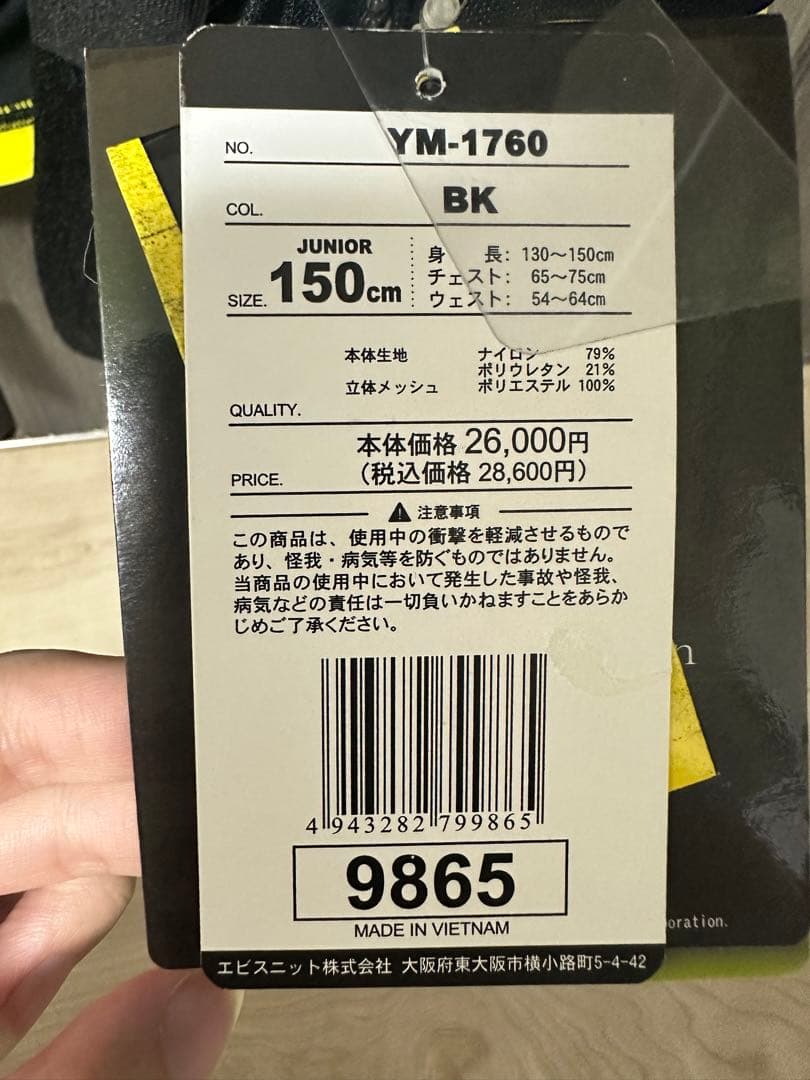 NO. YM-1760
COL. BK
JUNIOR
SIZE. 150cm
身　　長: 130～150cm
チェスト: 65～75cm
ウェスト: 54～64cm
本体生地 ナイロン 79%
ポリウレタン 21%
立体メッシュ ポリエステル 100%
QUALITY.
本体価格 26,000円
PRICE. (税込価格 28,600円)
注意事項
この商品は、使用中の衝撃を軽減させるもので
あり、怪我・病気等を防ぐものではありません。
当商品の使用中において発生した事故や怪我、
病気などの責任は一切負いかねますことをあらか
じめご了承ください。
4 943282 799865
9865
MADE IN VIETNAM
エビスニット株式会社 大阪府東大阪市横小路町5-4-42